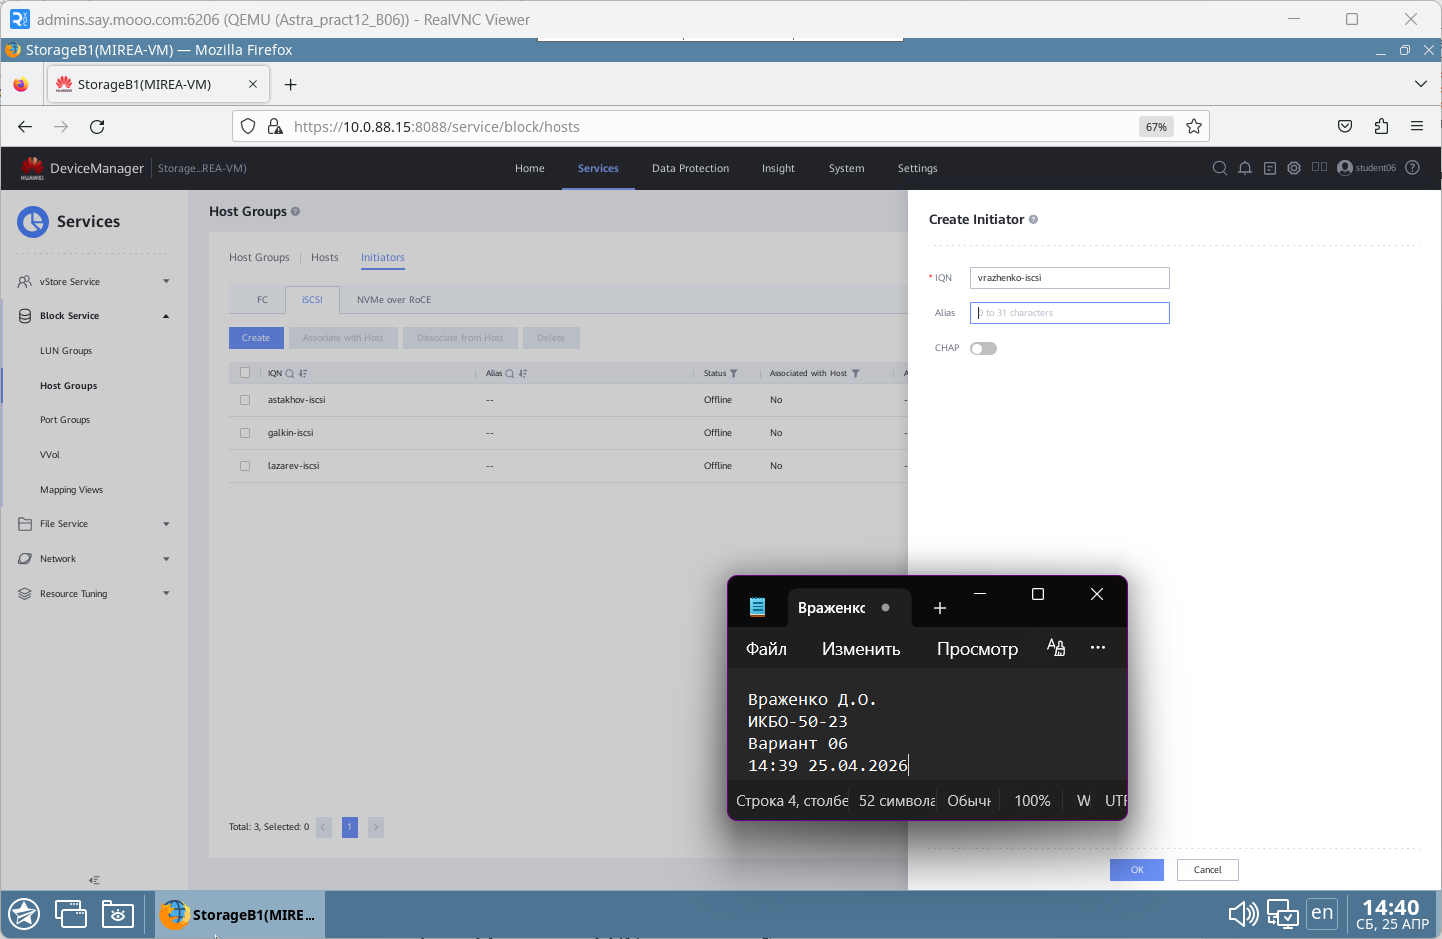 admins.say.mooo.com:6206 (QEMU (Astra_pract12_B06)) - RealVNC Viewer
StorageB1(MIREA-VM) — Mozilla Firefox
StorageB1(MIREA-VM)
https://10.0.88.15:8088/service/block/hosts
67%
HUAWEI
DeviceManager
Storage...REA-VM)
Home
Services
Data Protection
Insight
System
Settings
student06
Services
vStore Service
Block Service
LUN Groups
Host Groups
Port Groups
VVol
Mapping Views
File Service
Network
Resource Tuning
Host Groups
Host Groups
Hosts
Initiators
FC
iSCSI
NVMe over RoCE
Create
Associate with Host
Dissociate from Host
Delete
IQN
Alias
Status
Associated with Host
A
astakhov-iscsi -- Offline No -
galkin-iscsi -- Offline No -
lazarev-iscsi -- Offline No -
Total: 3, Selected: 0
1
Create Initiator
* IQN
vrazhenko-iscsi
Alias
0 to 31 characters
CHAP
OK
Cancel
Враженкс
Файл
Изменить
Просмотр
Враженко Д.О.
ИКБО-50-23
Вариант 06
14:39 25.04.2026
Строка 4, столбе
52 символа
Обычн
100%
W
UTF
StorageB1(MIRE...
en
14:40
СБ, 25 АПР